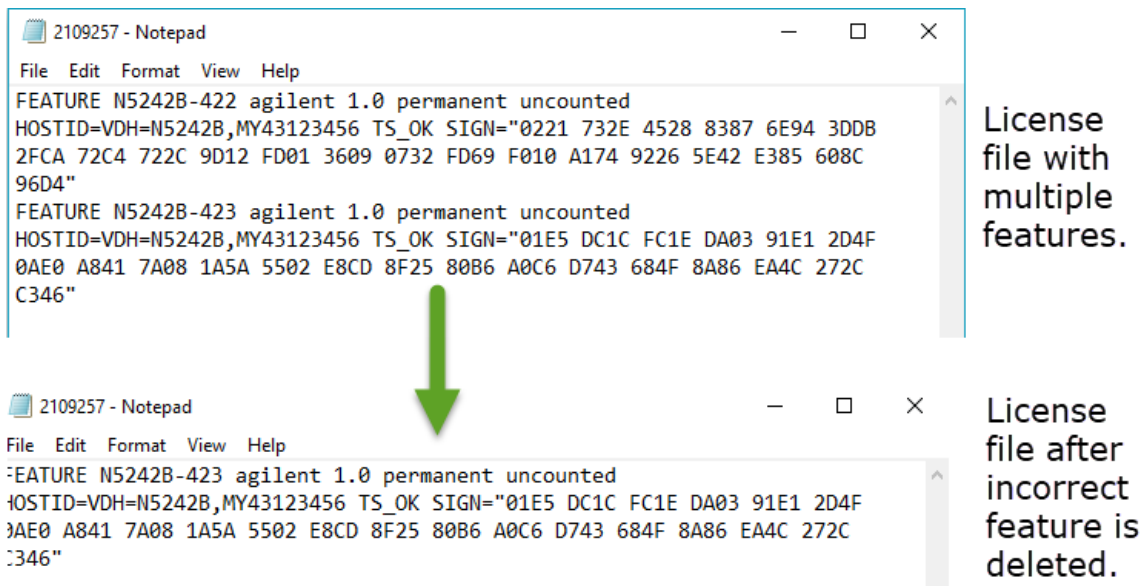 2109257 - Notepad
File Edit Format View Help
FEATURE N5242B-422 agilent 1.0 permanent uncounted
HOSTID=VDH=N5242B,MY43123456 TS_OK SIGN="0221 732E 4528 8387 6E94 3DDB
2FCA 72C4 722C 9D12 FD01 3609 0732 FD69 F010 A174 9226 5E42 E385 608C
96D4"
FEATURE N5242B-423 agilent 1.0 permanent uncounted
HOSTID=VDH=N5242B,MY43123456 TS_OK SIGN="01E5 DC1C FC1E DA03 91E1 2D4F
0AE0 A841 7A08 1A5A 5502 E8CD 8F25 80B6 A0C6 D743 684F 8A86 EA4C 272C
C346"
License
file with
multiple
features.
2109257 - Notepad
File Edit Format View Help
FEATURE N5242B-423 agilent 1.0 permanent uncounted
HOSTID=VDH=N5242B,MY43123456 TS_OK SIGN="01E5 DC1C FC1E DA03 91E1 2D4F
0AE0 A841 7A08 1A5A 5502 E8CD 8F25 80B6 A0C6 D743 684F 8A86 EA4C 272C
C346"
License
file after
incorrect
feature is
deleted.